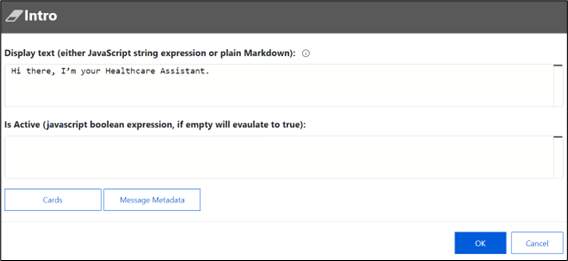 Intro
Display text (either JavaScript string expression or plain Markdown):
Hi there, I’m your Healthcare Assistant.
Is Active (javascript boolean expression, if empty will evaulate to true):
Cards
Message Metadata
OK
Cancel